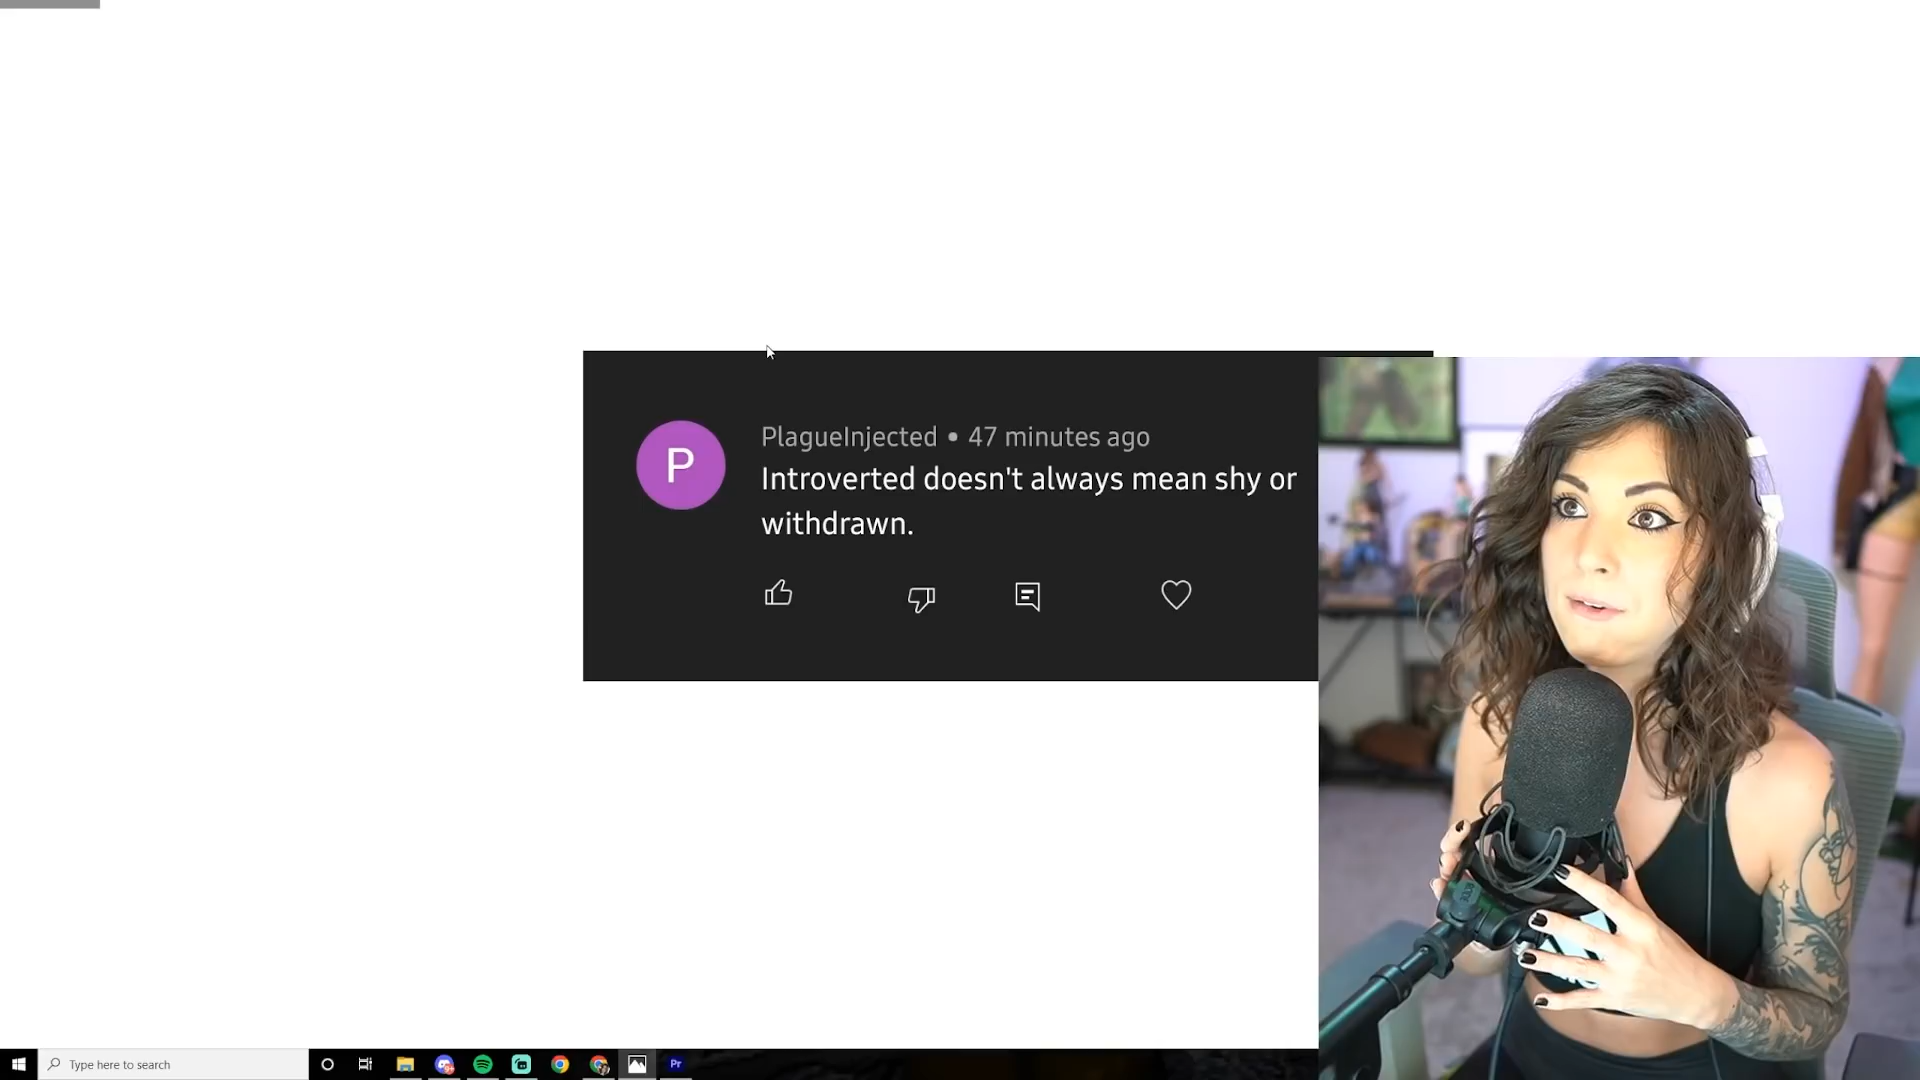 P
PlagueInjected • 47 minutes ago
Introverted doesn't always mean shy or
withdrawn.
Type here to search
Pr